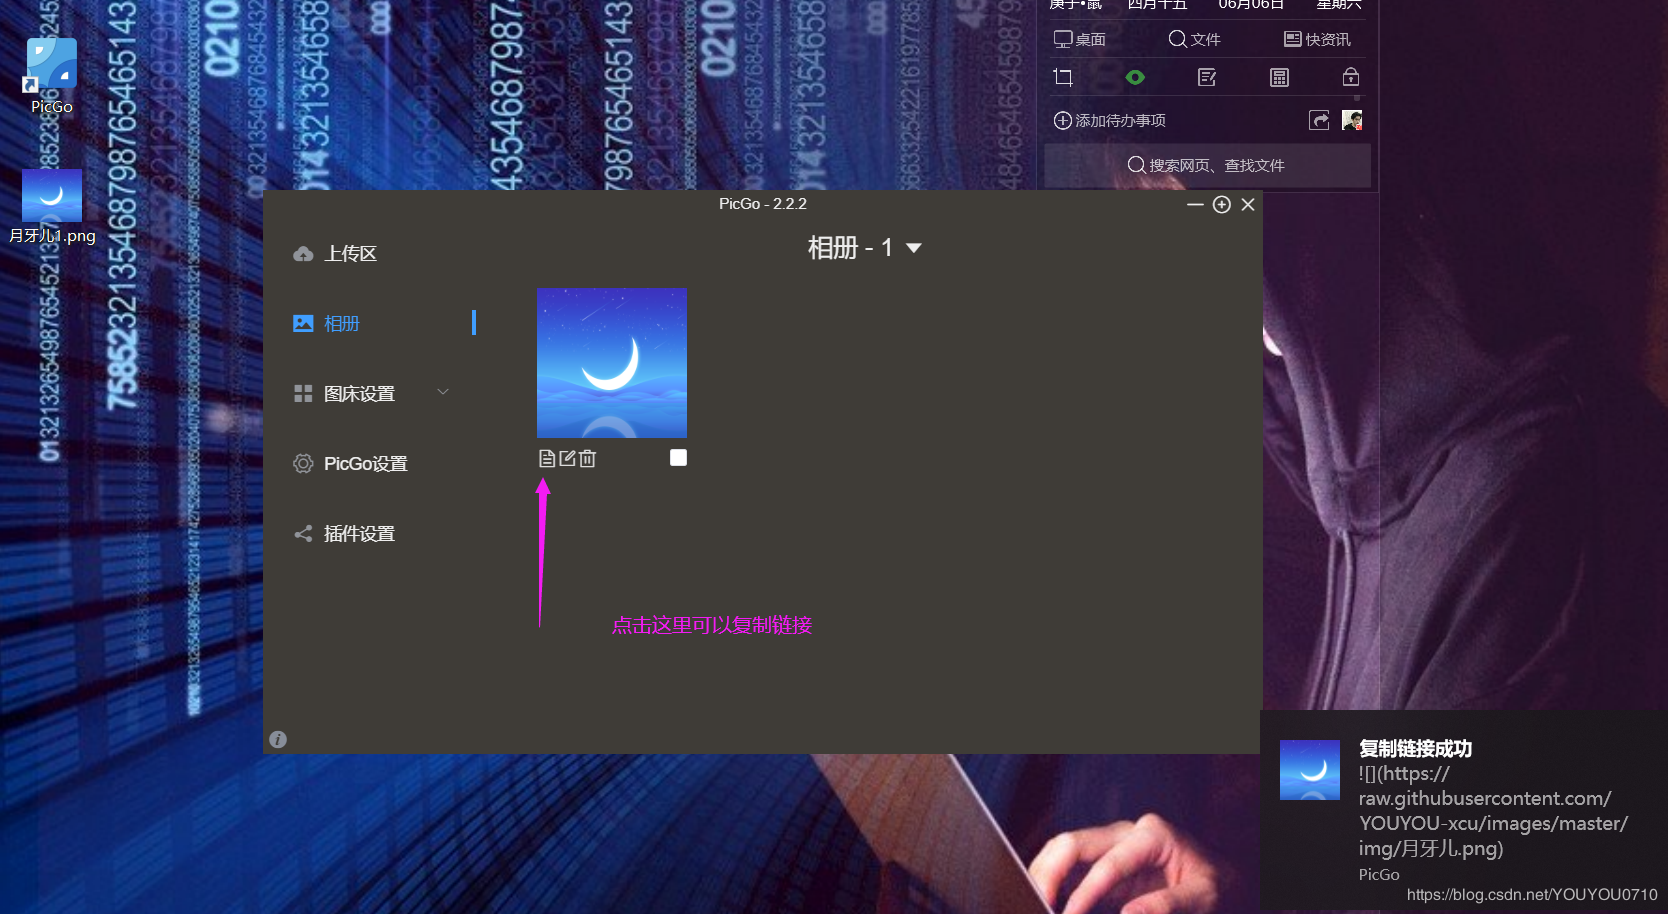 庚子•鼠 四月十五 06月06日 星期六
桌面 文件 快资讯
添加待办事项
搜索网页、查找文件
PicGo
月牙儿1.png
PicGo - 2.2.2
上传区
相册
图床设置
PicGo设置
插件设置
相册 - 1
点击这里可以复制链接
复制链接成功
![](https://
raw.githubusercontent.com/
YOUYOU-xcu/images/master/
img/月牙儿.png)
PicGo
https://blog.csdn.net/YOUYOU0710